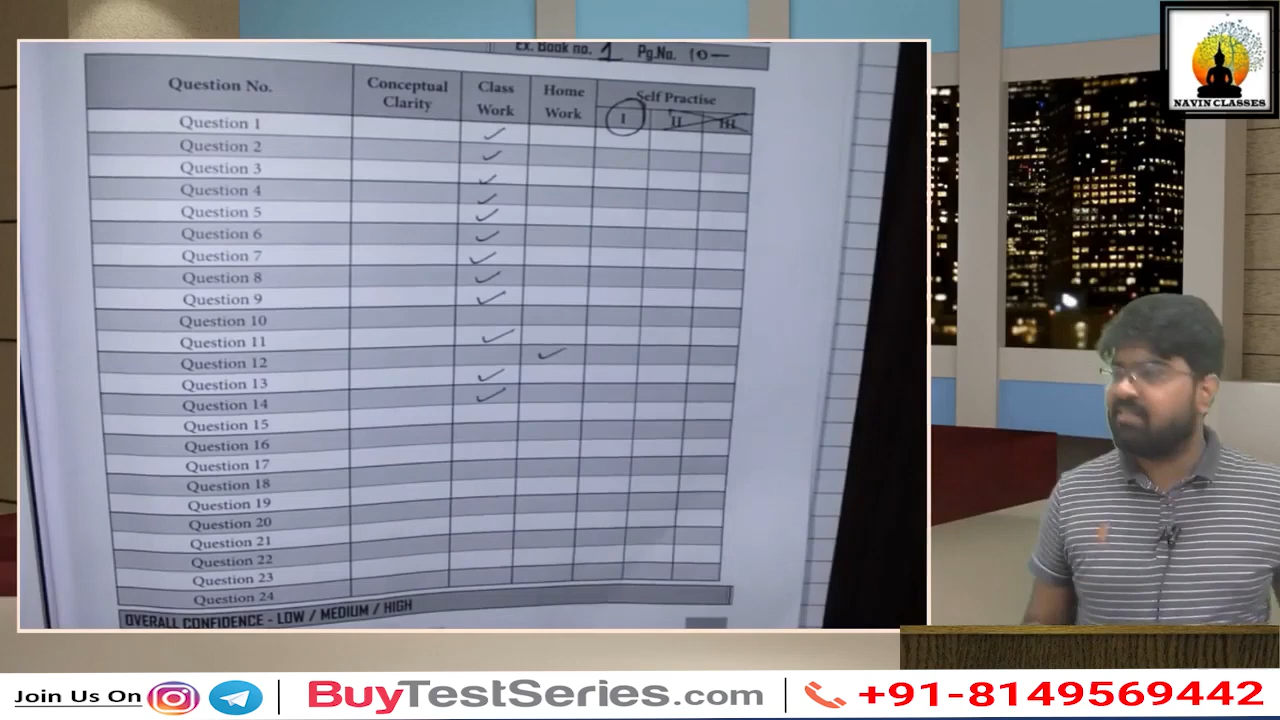 Ex. Book no. 1 Pg.No. 10—
Question No. Conceptual Clarity Class Work Home Work Self Practise
I II III
Question 1 ✓
Question 2 ✓
Question 3 ✓
Question 4 ✓
Question 5 ✓
Question 6 ✓
Question 7 ✓
Question 8 ✓
Question 9 ✓
Question 10
Question 11 ✓
Question 12 ✓
Question 13 ✓
Question 14 ✓
Question 15
Question 16
Question 17
Question 18
Question 19
Question 20
Question 21
Question 22
Question 23
Question 24
OVERALL CONFIDENCE - LOW / MEDIUM / HIGH
NAVIN CLASSES
Join Us On BuyTestSeries.com +91-8149569442